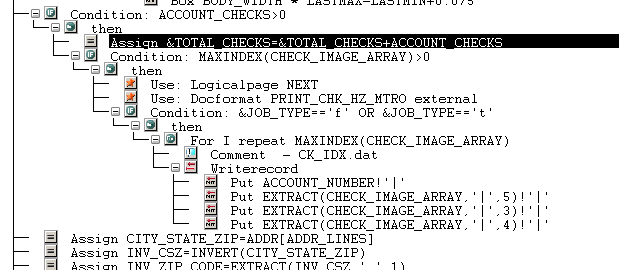 Box BODY_WIDTH * LASTMAX-LASTMIN+0.075
Condition: ACCOUNT_CHECKS>0
then
Assign &TOTAL_CHECKS=&TOTAL_CHECKS+ACCOUNT_CHECKS
Condition: MAXINDEX(CHECK_IMAGE_ARRAY)>0
then
Use: Logicalpage NEXT
Use: Docformat PRINT_CHK_HZ_MTRO external
Condition: &JOB_TYPE=='f' OR &JOB_TYPE=='t'
then
For I repeat MAXINDEX(CHECK_IMAGE_ARRAY)
Comment - CK_IDX.dat
Writerecord
Put ACCOUNT_NUMBER!'|'
Put EXTRACT(CHECK_IMAGE_ARRAY,'|',5)!'|'
Put EXTRACT(CHECK_IMAGE_ARRAY,'|',3)!'|'
Put EXTRACT(CHECK_IMAGE_ARRAY,'|',4)!'|'
Assign CITY_STATE_ZIP=ADDR[ADDR_LINES]
Assign INV_CSZ=INVERT(CITY_STATE_ZIP)
Assign INV_ZIP_CODE=EXTRACT(INV_CSZ,' ',1)